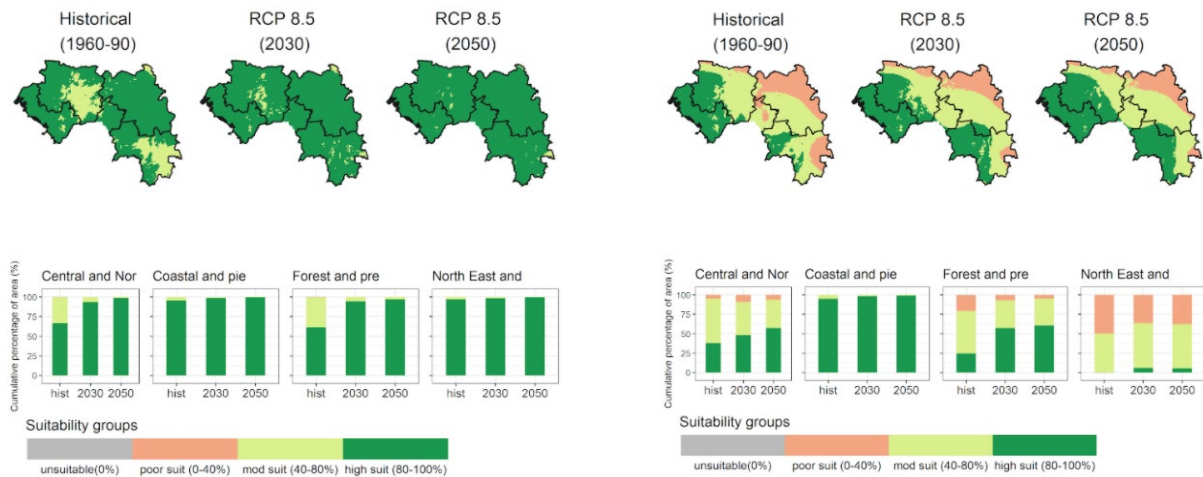 Historical
(1960-90)
RCP 8.5
(2030)
RCP 8.5
(2050)
Central and Nor
Coastal and pie
Forest and pre
North East and
Cumulative percentage of area (%)
100
75
50
25
0
hist 2030 2050
hist 2030 2050
hist 2030 2050
hist 2030 2050
Suitability groups
unsuitable(0%)
poor suit (0-40%)
mod suit (40-80%)
high suit (80-100%)
Historical
(1960-90)
RCP 8.5
(2030)
RCP 8.5
(2050)
Central and Nor
Coastal and pie
Forest and pre
North East and
Cumulative percentage of area (%)
100
75
50
25
0
hist 2030 2050
hist 2030 2050
hist 2030 2050
hist 2030 2050
Suitability groups
unsuitable(0%)
poor suit (0-40%)
mod suit (40-80%)
high suit (80-100%)